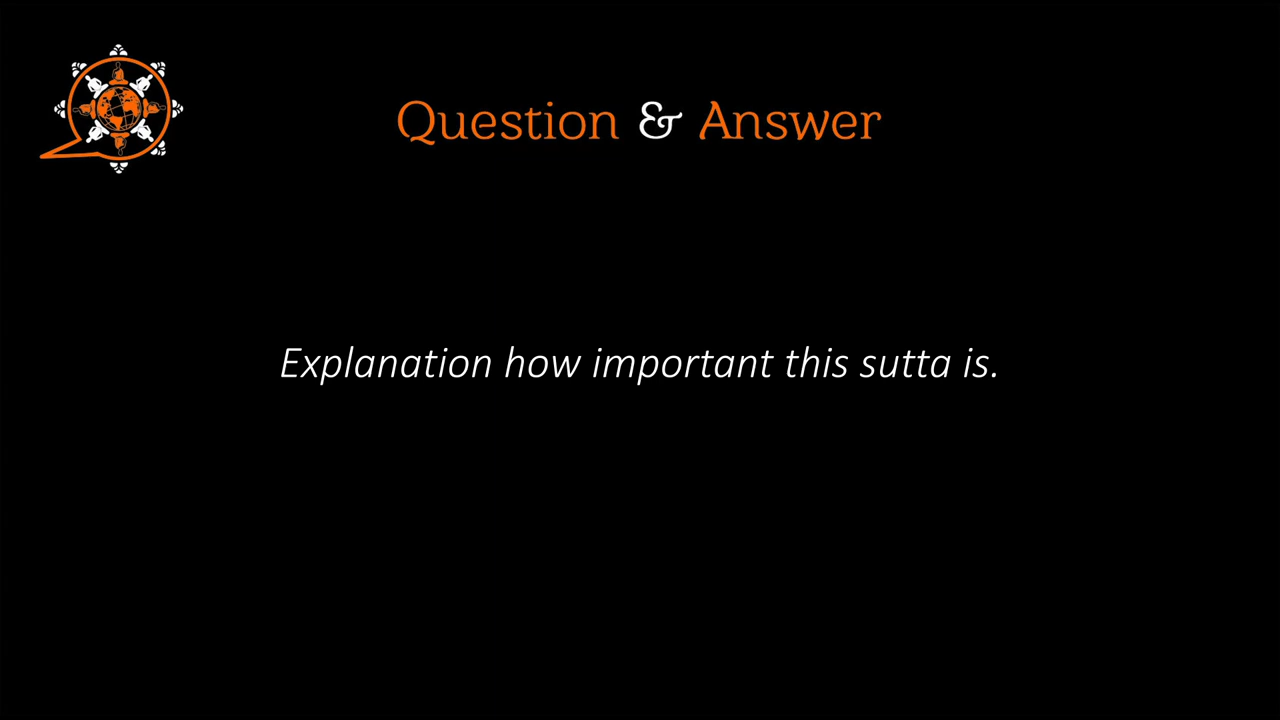 Question & Answer
Explanation how important this sutta is.